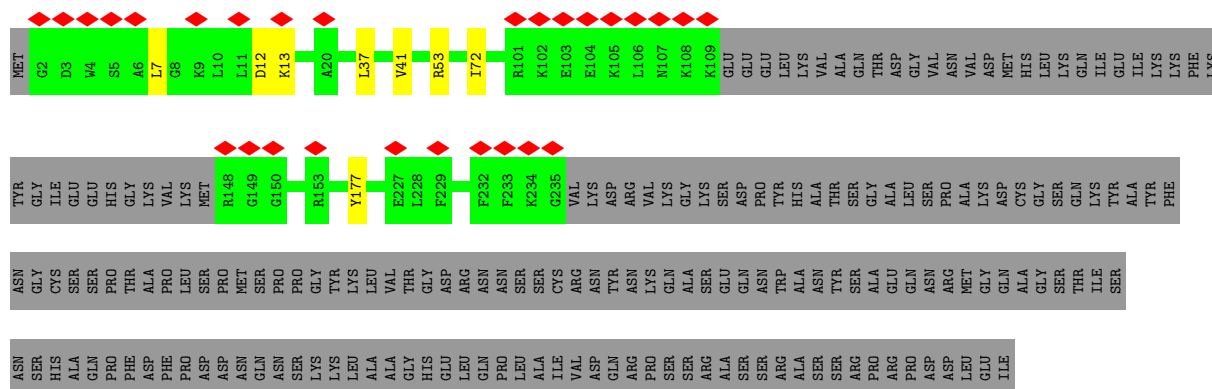 MET G2 D3 W4 S5 A6 L7 G8 K9 L10 L11 D12 K13 A20 L37 V41 R53 I72 R101 K102 E103 E104 K105 L106 N107 K108 K109 GLU GLU GLU LEU LYS VAL ALA GLN THR ASP GLY VAL ASN VAL ASP MET HIS LEU LYS GLN ILE GLU ILE LYS LYS PHE LYS
TYR GLY ILE GLU GLU HIS GLY LYS VAL LYS MET R148 G149 G150 R153 Y177 E227 L228 F229 F232 F233 K234 G235 VAL LYS ASP ARG VAL LYS GLY LYS SER ASP PRO TYR HIS ALA THR SER GLY ALA LEU SER PRO ALA LYS ASP CYS GLY SER GLN LYS TYR ALA TYR PHE
ASN GLY CYS SER SER PRO THR ALA PRO LEU SER PRO MET SER PRO PRO GLY TYR LYS LEU VAL THR GLY ASP ARG ASN ASN SER SER CYS ARG ASN TYR ASN LYS GLN ALA SER GLU GLN ASN TRP ALA ASN TYR SER ALA GLU GLN ASN ARG MET GLY GLN ALA GLY SER THR ILE SER
ASN SER HIS ALA GLN PRO PHE ASP PHE PRO ASP ASP ASN GLN ASN SER LYS LYS LEU ALA ALA GLY HIS GLU LEU GLN PRO LEU ALA ILE VAL ASP GLN ARG PRO SER SER ARG ALA SER SER ARG ALA SER SER ARG PRO ARG PRO ASP ASP LEU GLU ILE